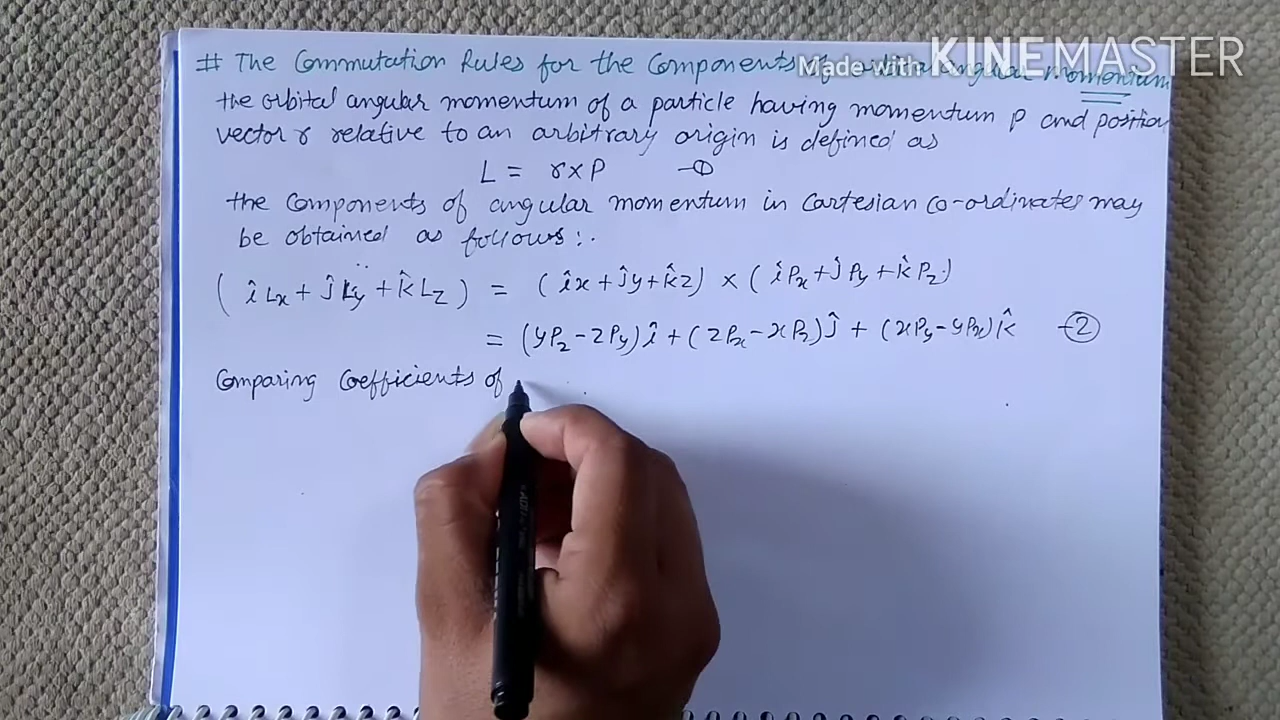 # The Commutation Rules for the Components of angular momentum
Made with KINEMASTER
the orbital angular momentum of a particle having momentum p and position
vector r relative to an arbitrary origin is defined as
L = r×P —①
the components of angular momentum in Cartesian co-ordinates may
be obtained as follows:.
(îLx + ĵLy + k̂Lz) = (îx+ĵy+k̂z) × (îPx+ĵPy+k̂Pz)
= (yPz-zPy)î + (zPx-xPz)ĵ + (xPy-yPx)k̂ —②
Comparing Coefficients of